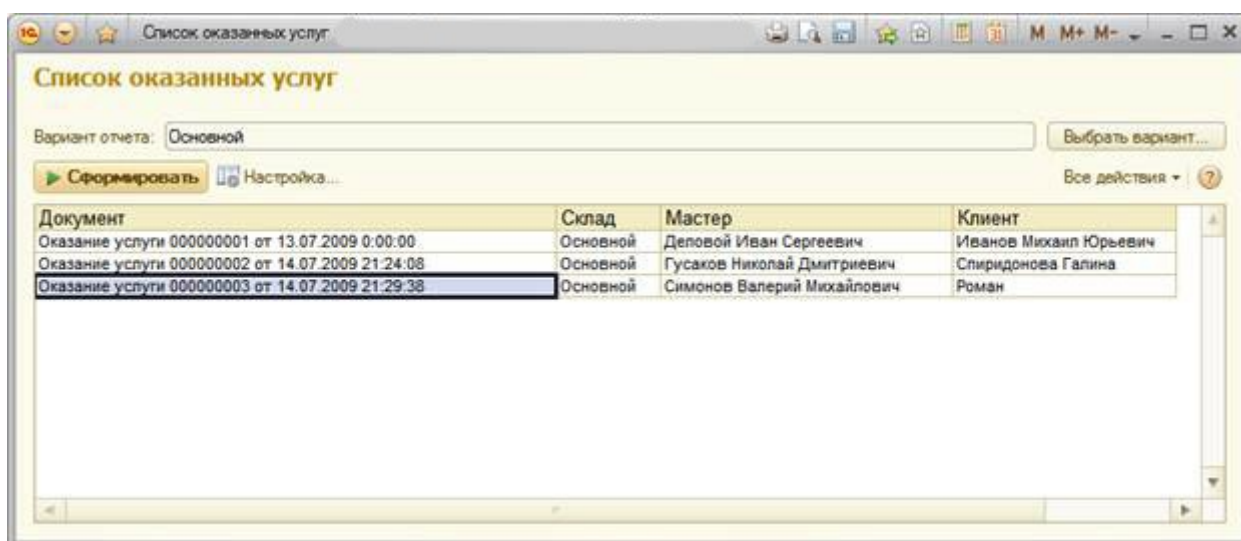 1С Список оказанных услуг M M+ M-
31
Список оказанных услуг
Вариант отчета: Основной Выбрать вариант...
Сформировать Настройка... Все действия ?
Документ Склад Мастер Клиент
Оказание услуги 000000001 от 13.07.2009 0:00:00 Основной Деловой Иван Сергеевич Иванов Михаил Юрьевич
Оказание услуги 000000002 от 14.07.2009 21:24:08 Основной Гусаков Николай Дмитриевич Спиридонова Галина
Оказание услуги 000000003 от 14.07.2009 21:29:38 Основной Симонов Валерий Михайлович Роман